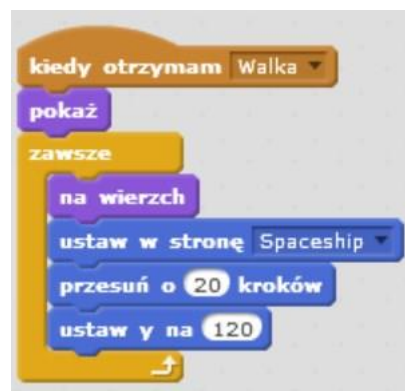 kiedy otrzymam Walka
pokaż
zawsze
na wierzch
ustaw w stronę Spaceship
przesuń o 20 kroków
ustaw y na 120